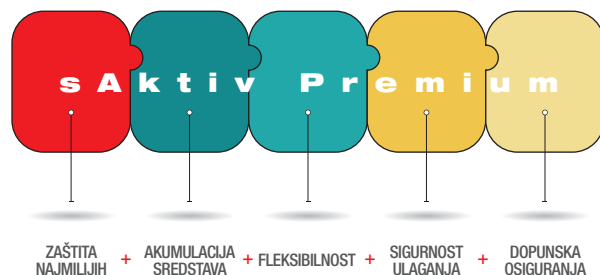 sAktiv Premium
ZAŠTITA NAJMILIJIH + AKUMULACIJA SREDSTAVA + FLEKSIBILNOST + SIGURNOST ULAGANJA + DOPUNSKA OSIGURANJA